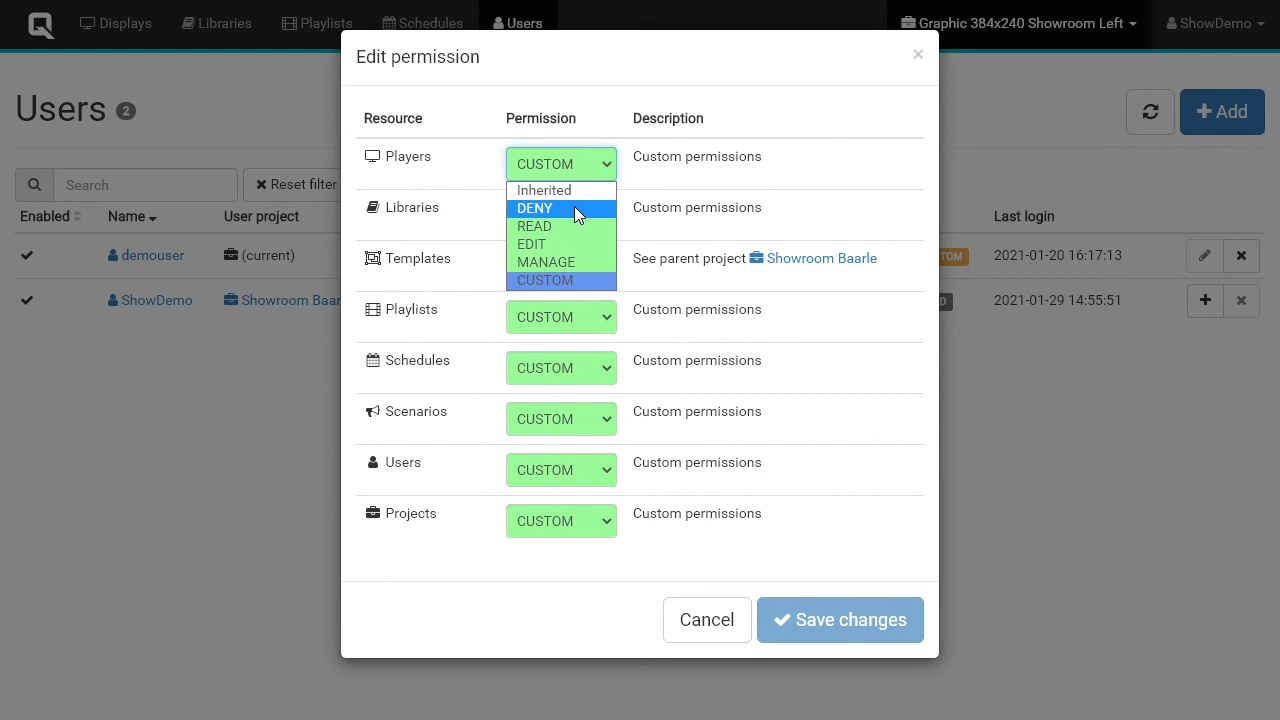 Displays Libraries Playlists Schedules Users Graphic 384x240 Showroom Left ShowDemo
Edit permission ×
Users 2
Add
Resource Permission Description
Players CUSTOM Custom permissions
Inherited
DENY
READ
EDIT
MANAGE
CUSTOM
Libraries Custom permissions
Templates See parent project Showroom Baarle
Playlists CUSTOM Custom permissions
Schedules CUSTOM Custom permissions
Scenarios CUSTOM Custom permissions
Users CUSTOM Custom permissions
Projects CUSTOM Custom permissions
Cancel Save changes
Search Reset filter
Enabled Name User project Last login
demouser (current) TOM 2021-01-20 16:17:13
ShowDemo Showroom Baar D 2021-01-29 14:55:51